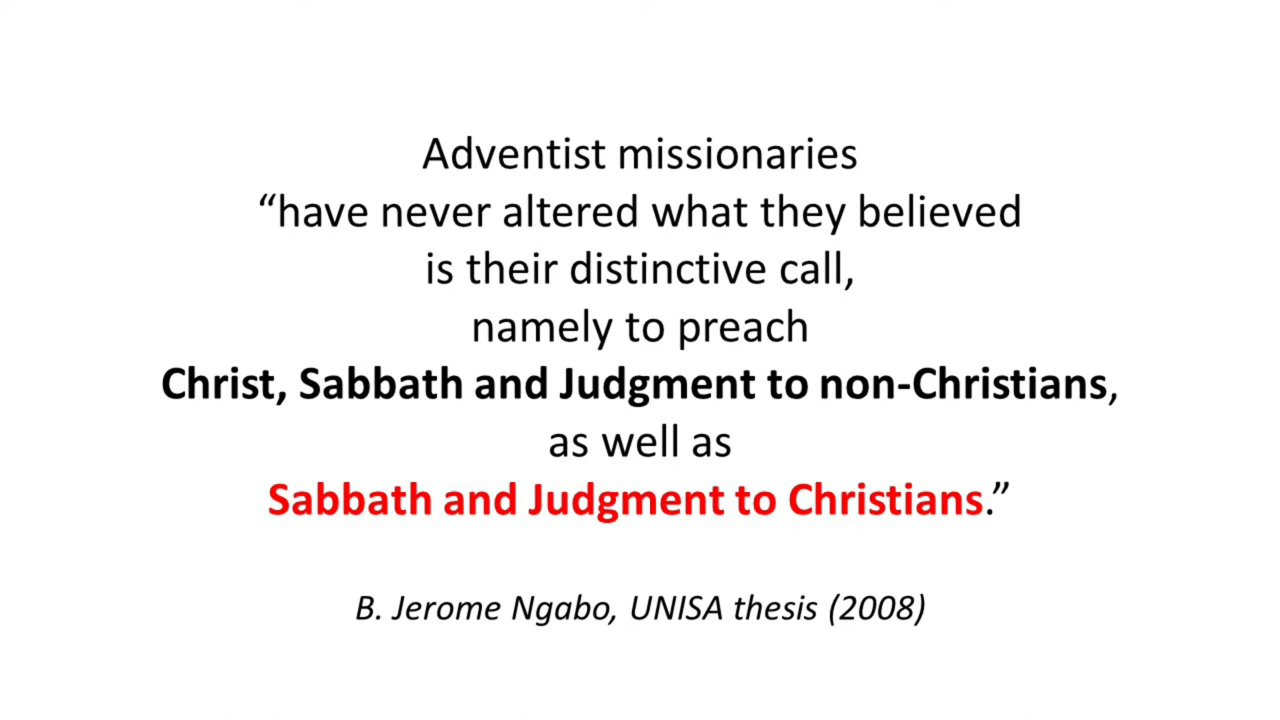 Adventist missionaries
“have never altered what they believed
is their distinctive call,
namely to preach
Christ, Sabbath and Judgment to non-Christians,
as well as
Sabbath and Judgment to Christians.”
B. Jerome Ngabo, UNISA thesis (2008)